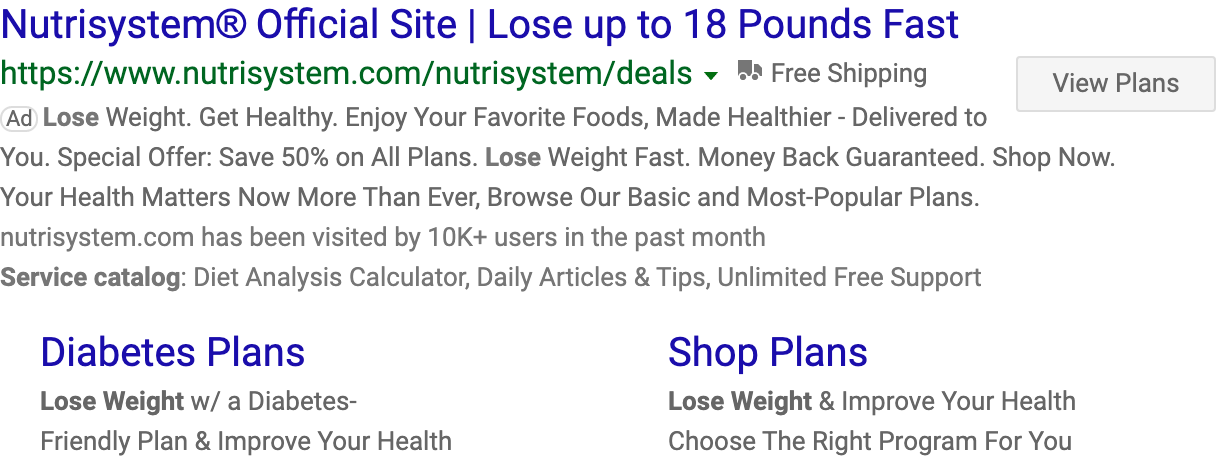 Nutrisystem® Official Site | Lose up to 18 Pounds Fast
https://www.nutrisystem.com/nutrisystem/deals Free Shipping
View Plans
Ad Lose Weight. Get Healthy. Enjoy Your Favorite Foods, Made Healthier - Delivered to
You. Special Offer: Save 50% on All Plans. Lose Weight Fast. Money Back Guaranteed. Shop Now.
Your Health Matters Now More Than Ever, Browse Our Basic and Most-Popular Plans.
nutrisystem.com has been visited by 10K+ users in the past month
Service catalog: Diet Analysis Calculator, Daily Articles & Tips, Unlimited Free Support
Diabetes Plans
Lose Weight w/ a Diabetes-
Friendly Plan & Improve Your Health
Shop Plans
Lose Weight & Improve Your Health
Choose The Right Program For You